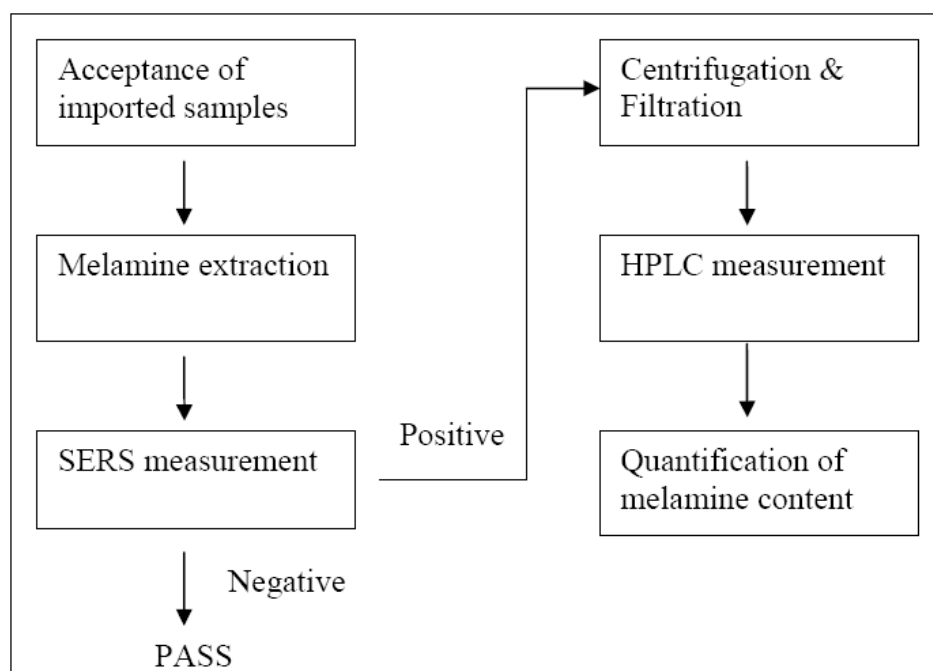 Acceptance of
imported samples
Melamine extraction
SERS measurement
Negative
PASS
Positive
Centrifugation &
Filtration
HPLC measurement
Quantification of
melamine content